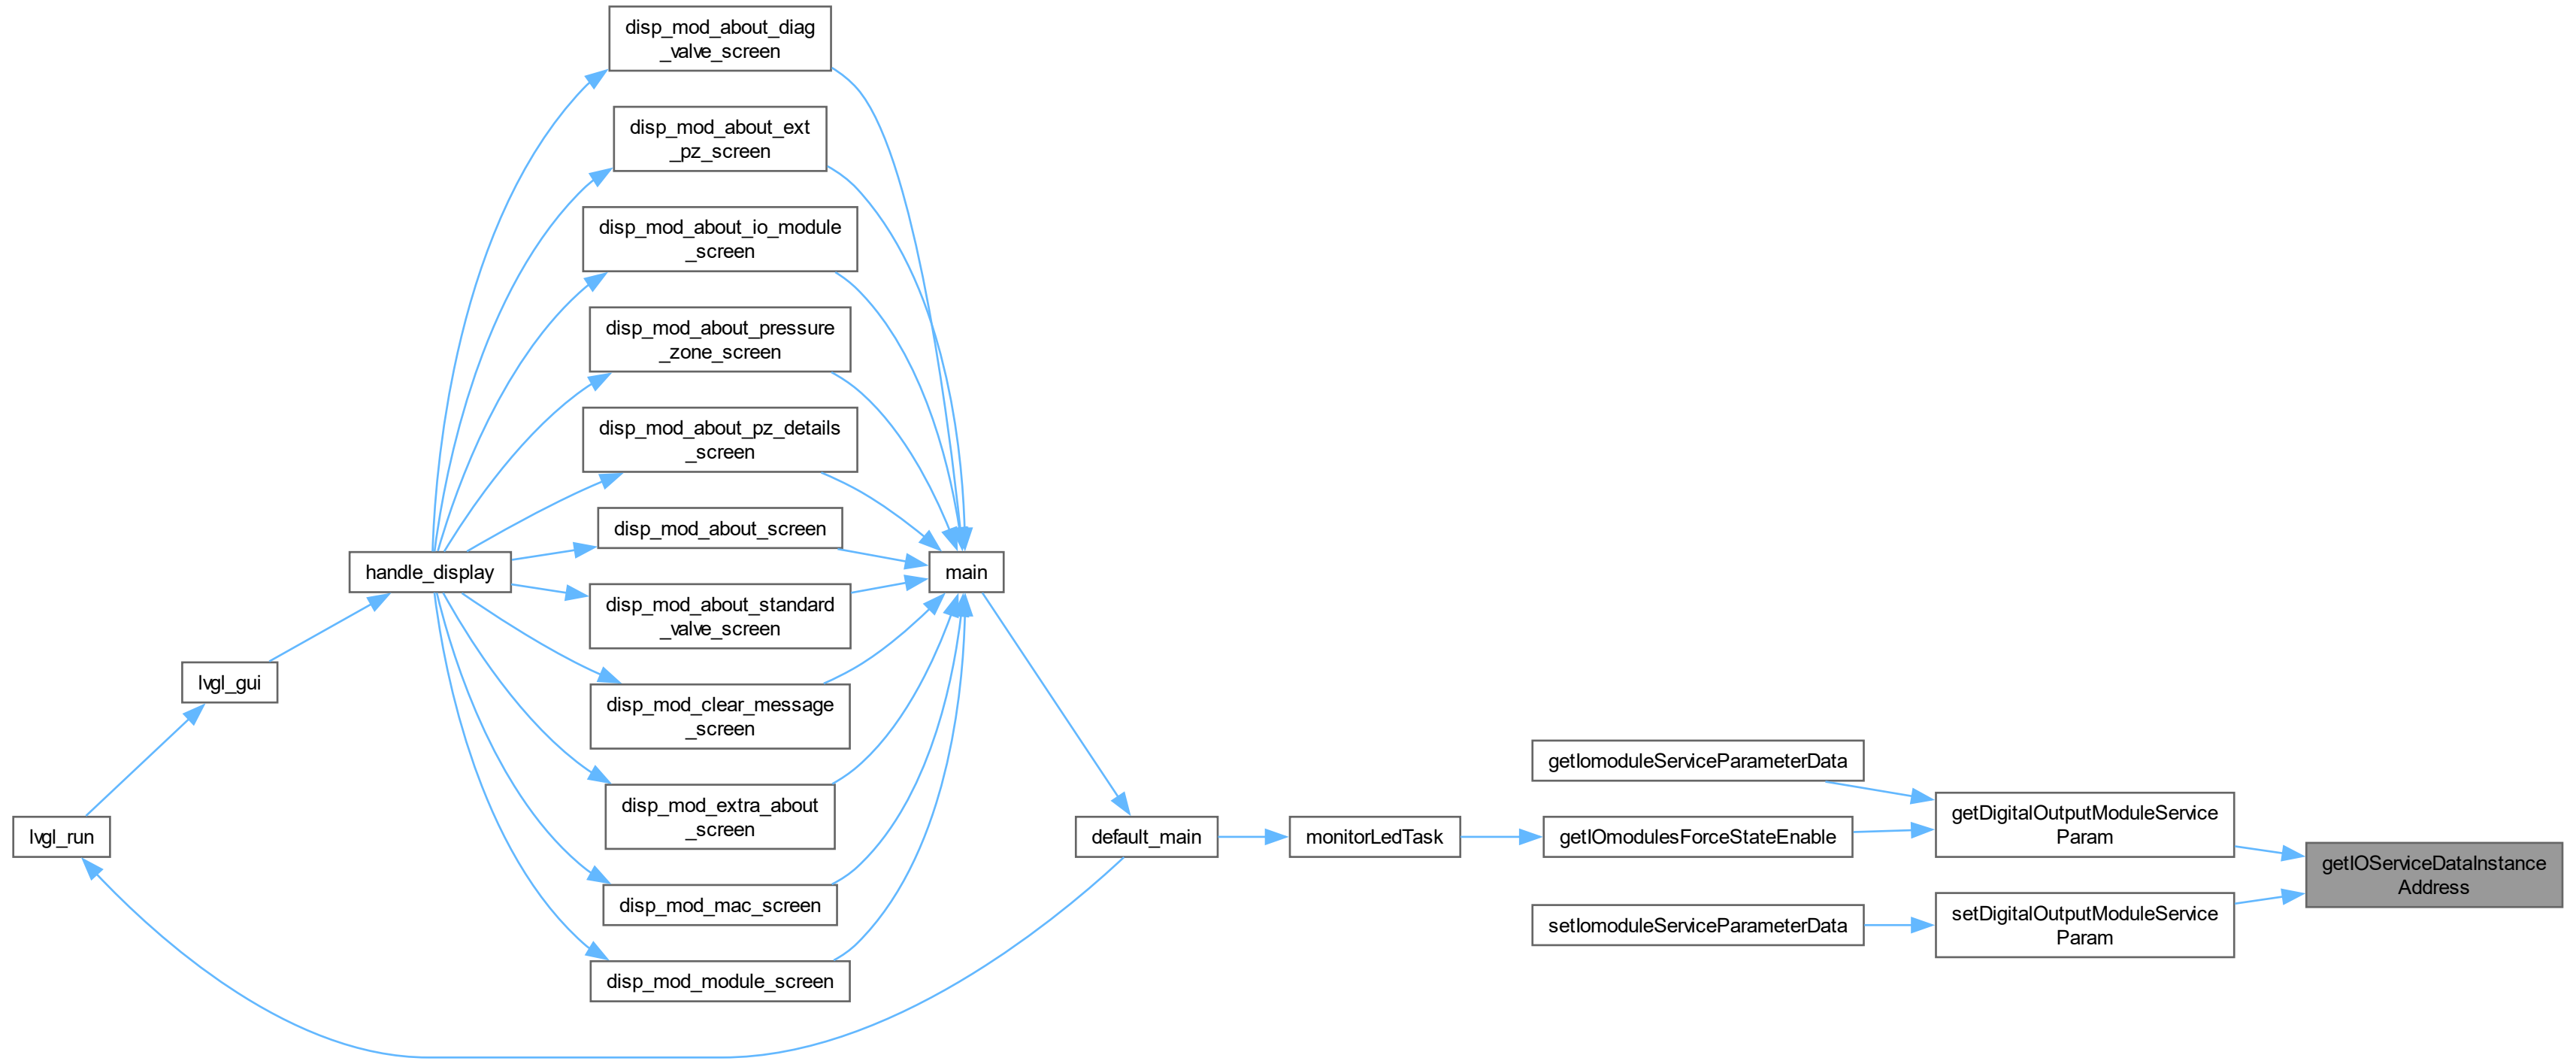 disp_mod_about_diag
_valve_screen
disp_mod_about_ext
_pz_screen
disp_mod_about_io_module
_screen
disp_mod_about_pressure
_zone_screen
disp_mod_about_pz_details
_screen
disp_mod_about_screen
handle_display
main
disp_mod_about_standard
_valve_screen
lvgl_gui
disp_mod_clear_message
_screen
getIomoduleServiceParameterData
disp_mod_extra_about
_screen
lvgl_run
default_main
monitorLedTask
getIOmodulesForceStateEnable
getDigitalOutputModuleService
Param
getIOServiceDataInstance
Address
disp_mod_mac_screen
setIomoduleServiceParameterData
setDigitalOutputModuleService
Param
disp_mod_module_screen